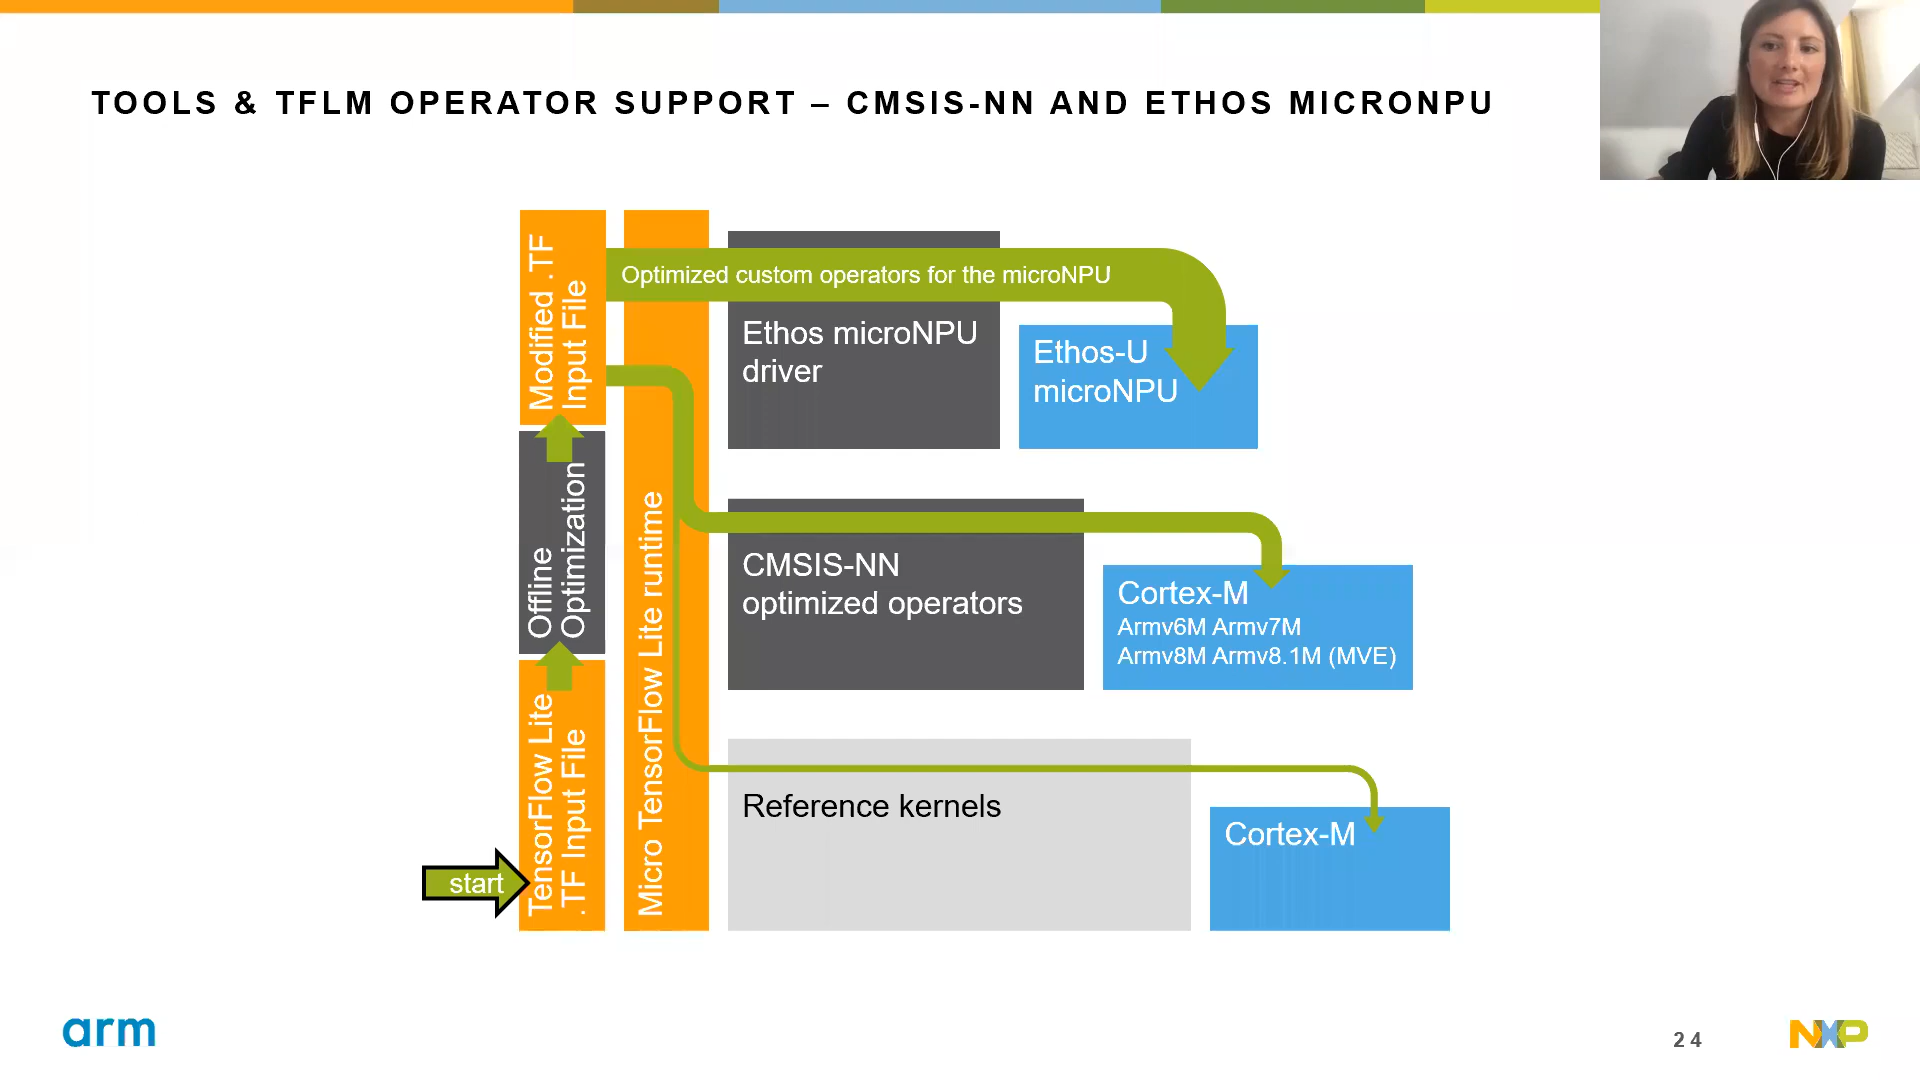 TOOLS & TFLM OPERATOR SUPPORT – CMSIS-NN AND ETHOS MICRONPU
Modified .TF
Input File
Optimized custom operators for the microNPU
Ethos microNPU
driver
Ethos-U
microNPU
Offline
Optimization
Micro TensorFlow Lite runtime
CMSIS-NN
optimized operators
Cortex-M
Armv6M Armv7M
Armv8M Armv8.1M (MVE)
TensorFlow Lite
.TF Input File
Reference kernels
Cortex-M
start
arm
24
NXP